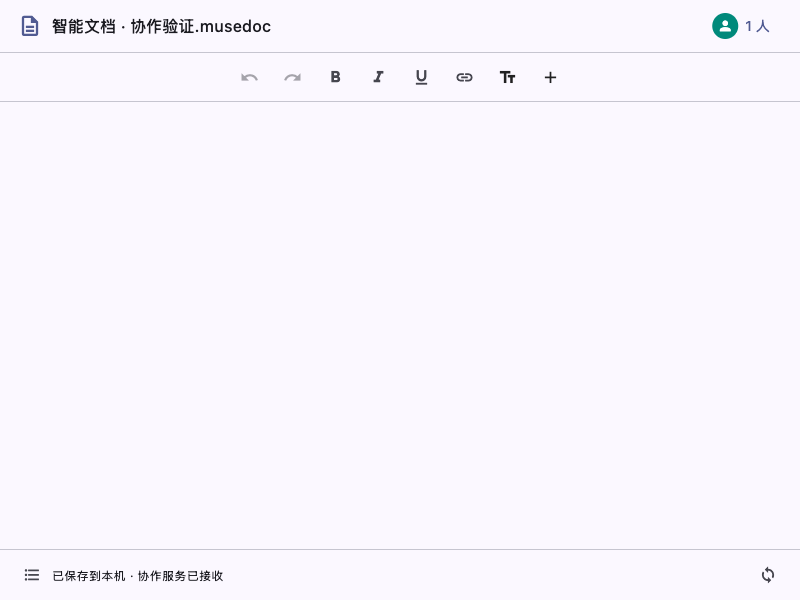 智能文档 · 协作验证.musedoc
1 人
B I U Tт +
已保存到本机 · 协作服务已接收